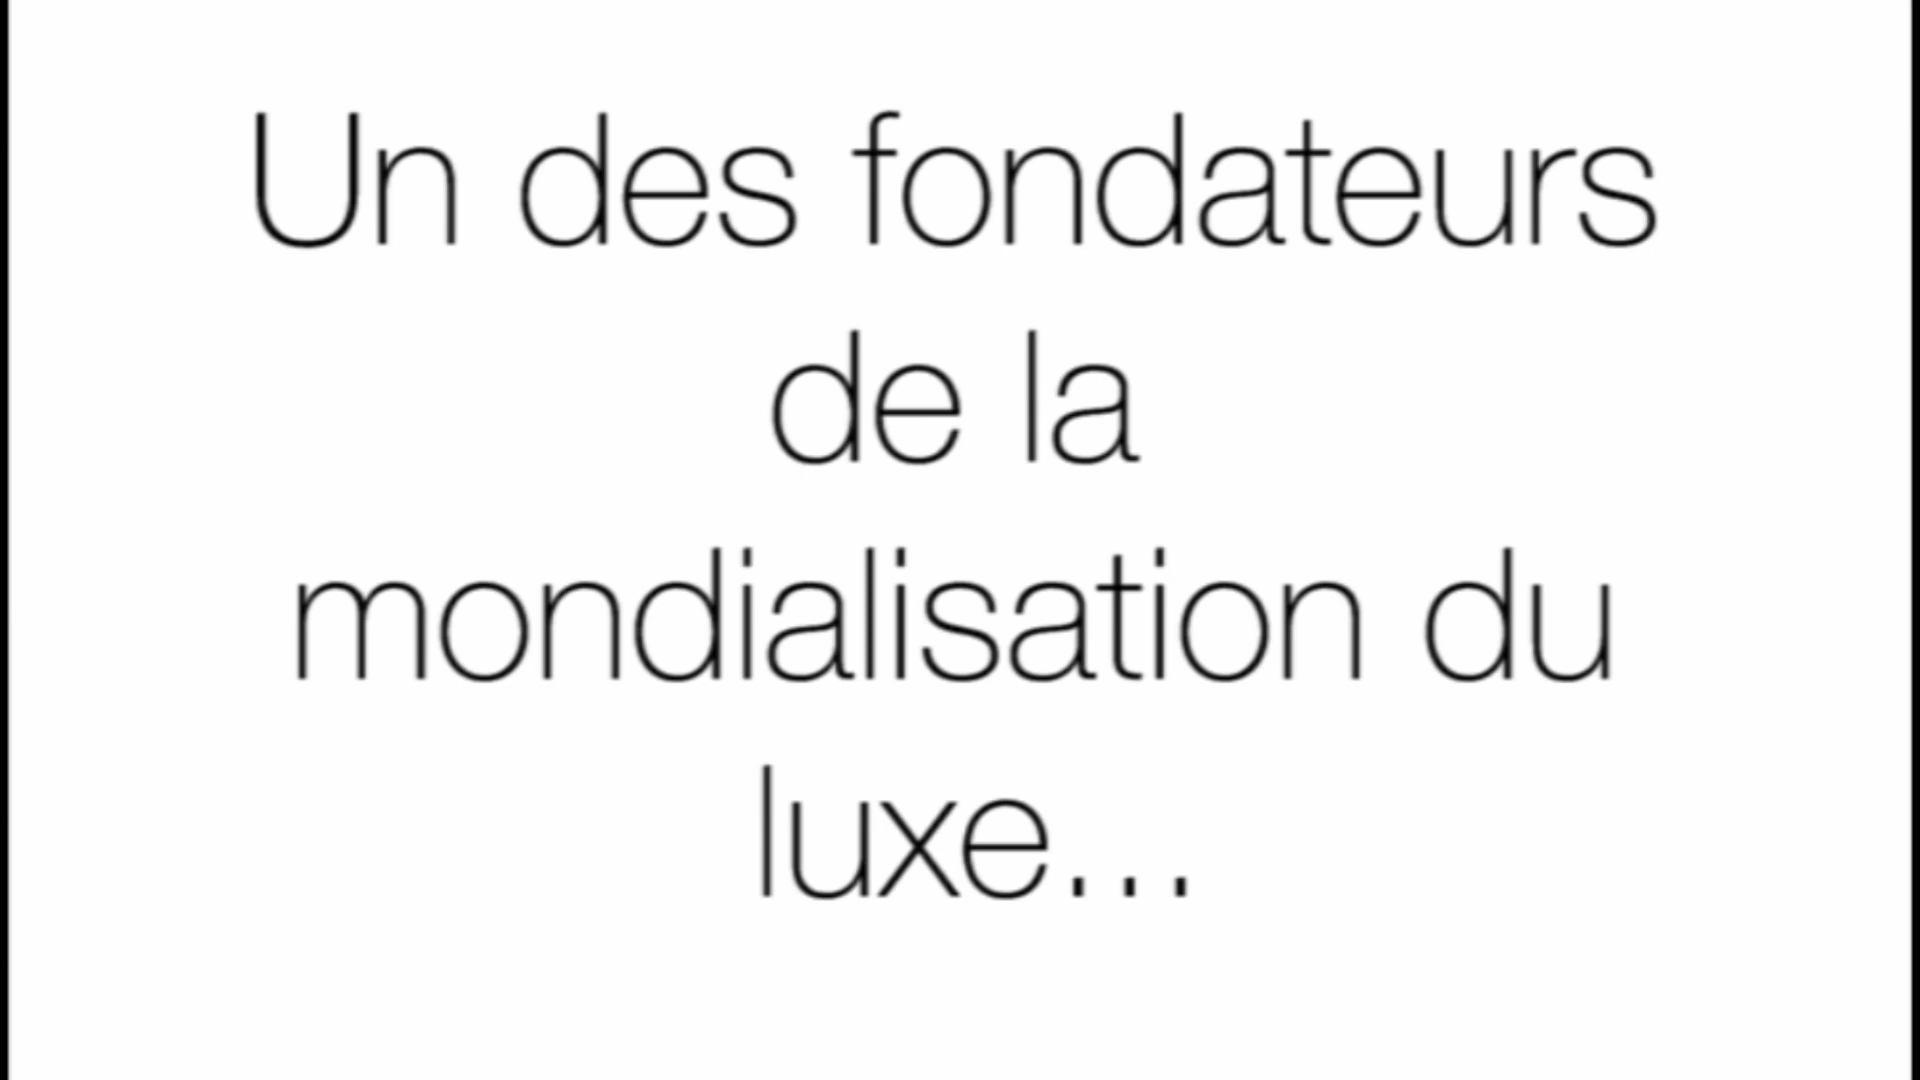 Un des fondateurs
de la
mondialisation du
luxe...